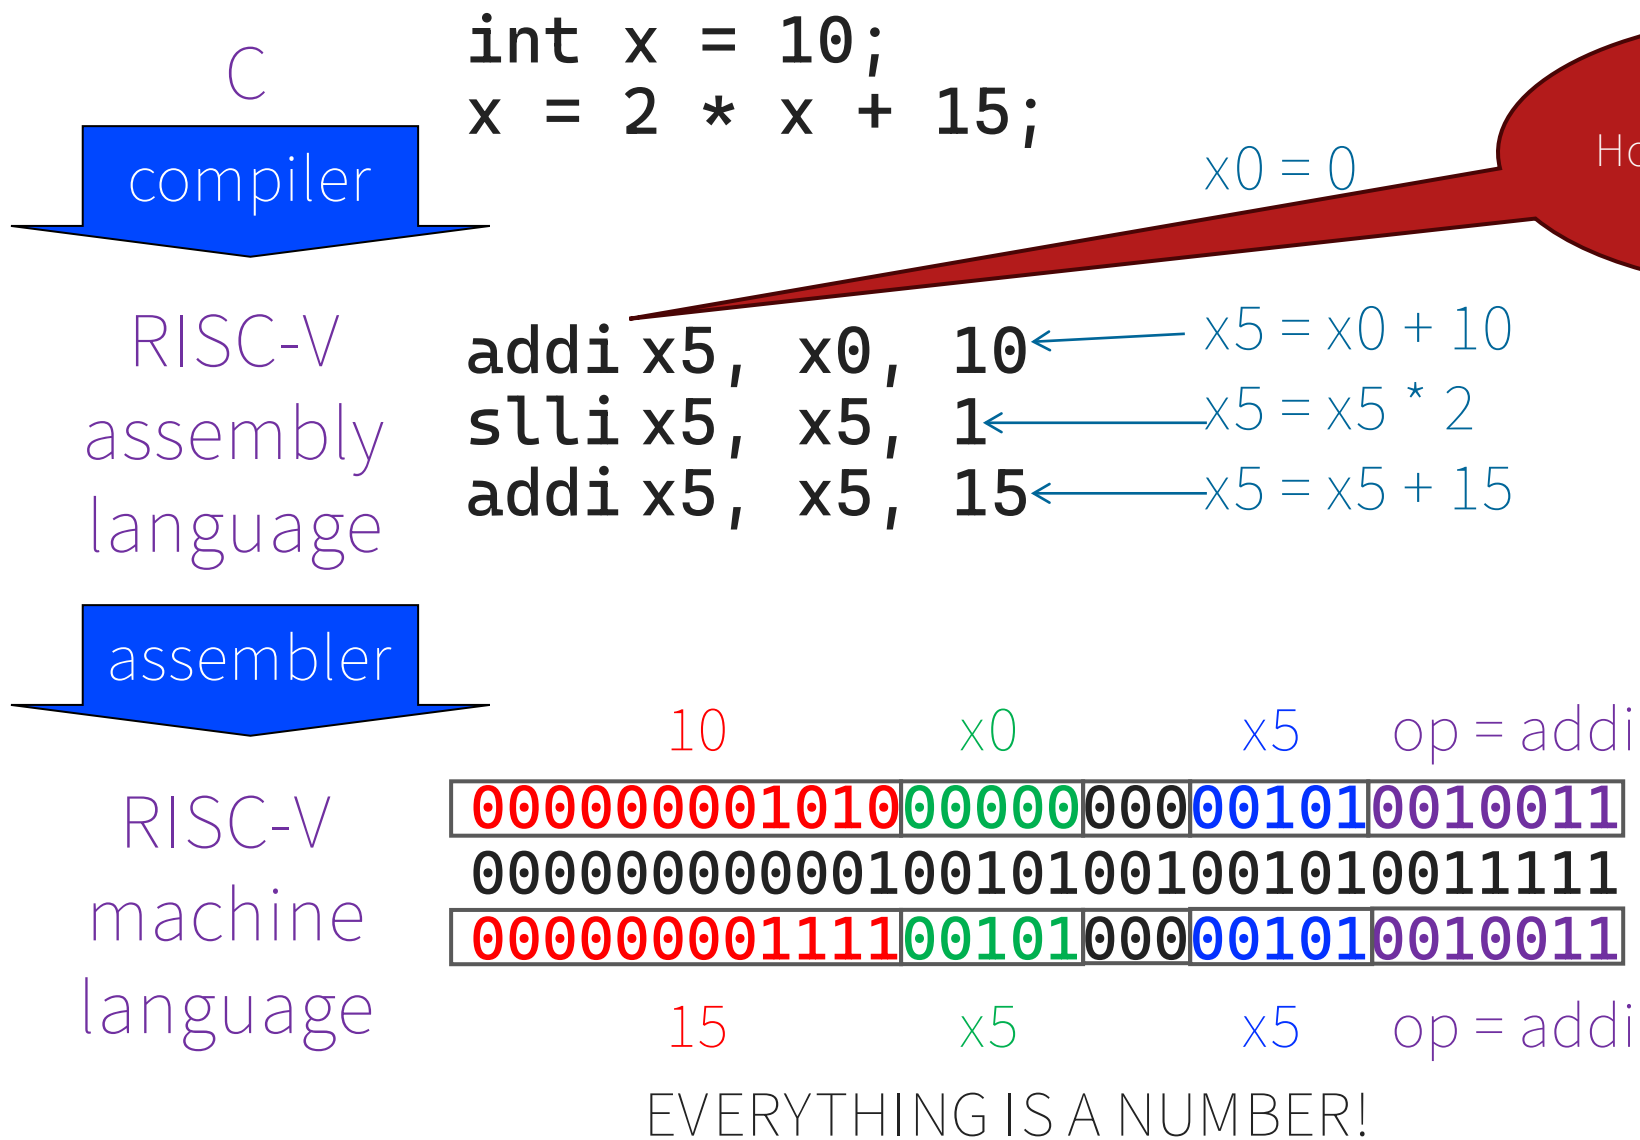 C
int x = 10;
x = 2 * x + 15;
compiler
x0 = 0
RISC-V
assembly
language
addi x5, x0, 10
x5 = x0 + 10
slli x5, x5, 1
x5 = x5 * 2
addi x5, x5, 15
x5 = x5 + 15
assembler
10 x0 x5 op = addi
RISC-V
machine
language
00000000101000000000001010010011
00000000000100101001001010011111
00000000111100101000001010010011
15 x5 x5 op = addi
EVERYTHING IS A NUMBER!